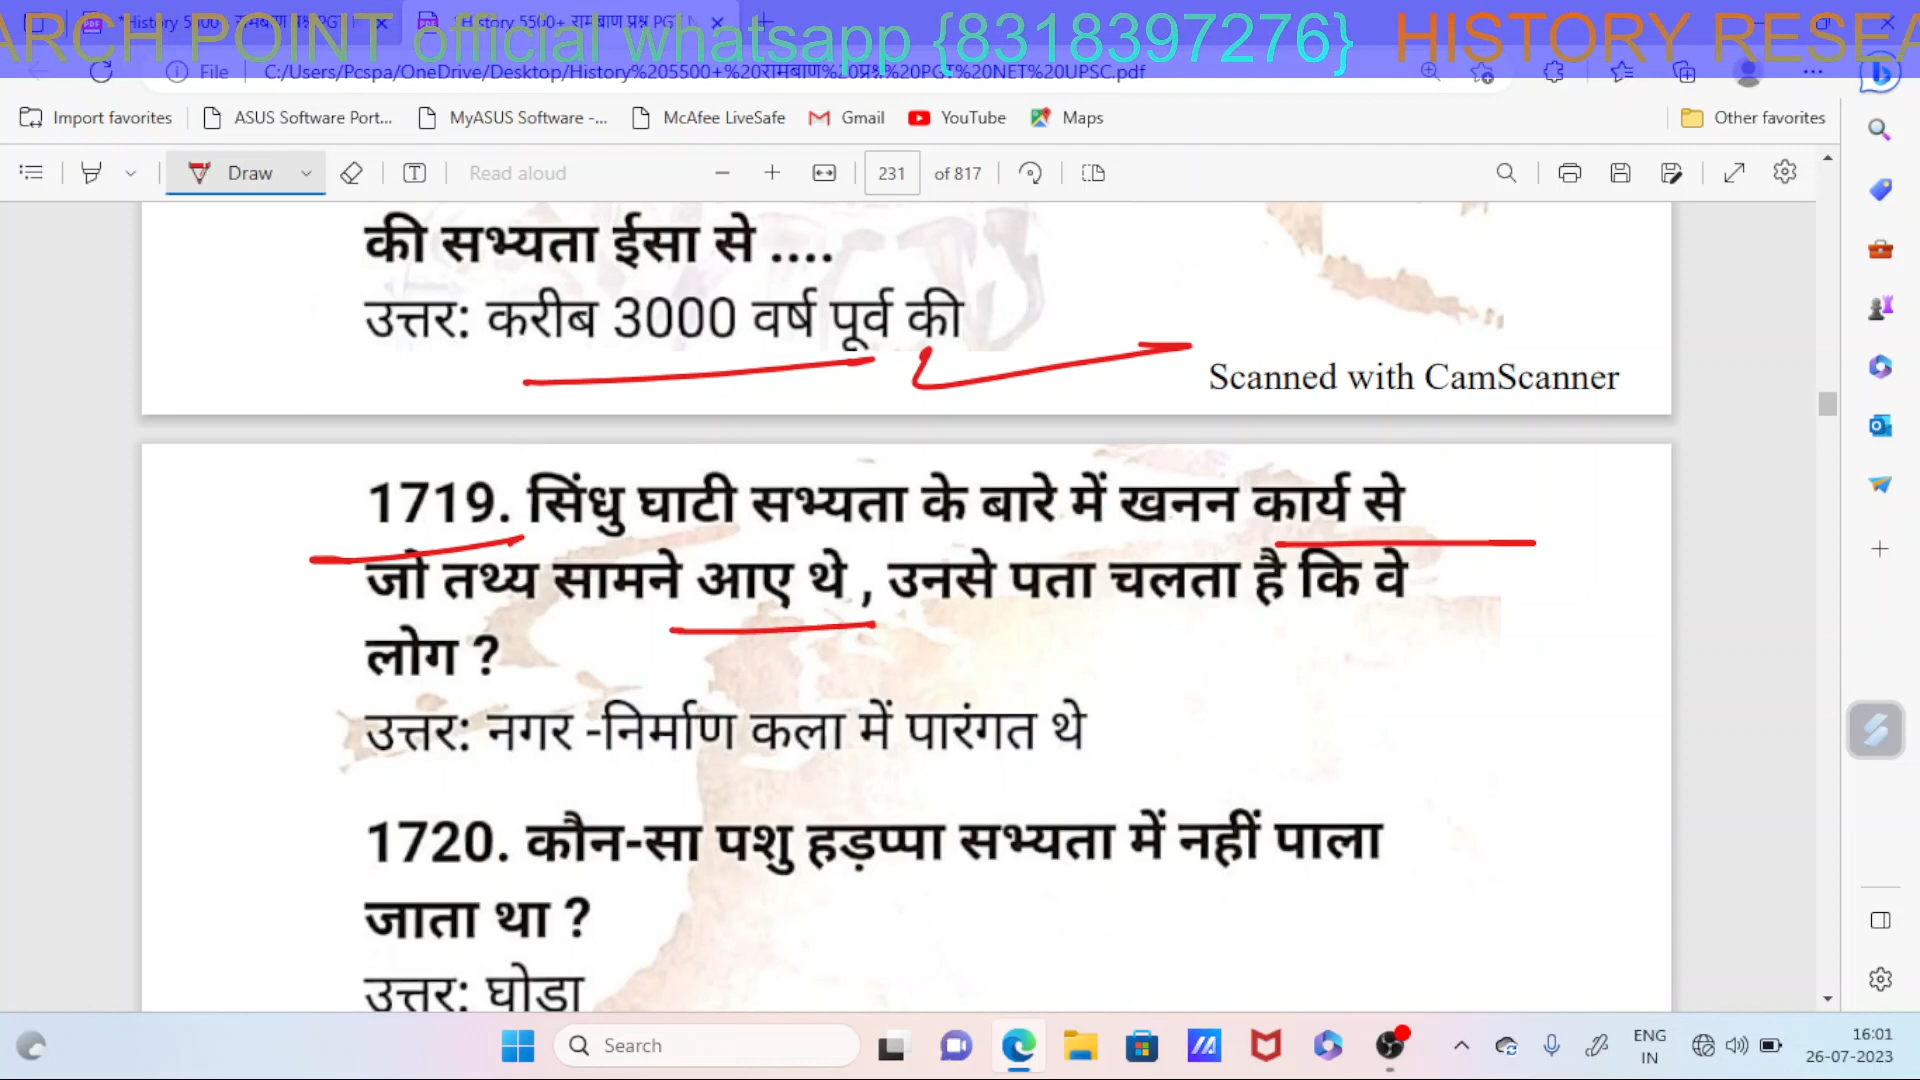 ARCH POINT official whatsapp {8318397276} HISTORY RESEA
File C:/Users/Pcspa/OneDrive/Desktop/History%205500+%20रामबाण%20प्रश्न%20PGT%20NET%20UPSC.pdf
Import favorites ASUS Software Port... MyASUS Software -... McAfee LiveSafe Gmail YouTube Maps Other favorites
Draw Read aloud 231 of 817
की सभ्यता ईसा से ....
उत्तर: करीब 3000 वर्ष पूर्व की
Scanned with CamScanner
1719. सिंधु घाटी सभ्यता के बारे में खनन कार्य से
जो तथ्य सामने आए थे , उनसे पता चलता है कि वे
लोग ?
उत्तर: नगर -निर्माण कला में पारंगत थे
1720. कौन-सा पशु हड़प्पा सभ्यता में नहीं पाला
जाता था ?
उत्तर: घोड़ा
Search ENG 16:01
IN 26-07-2023